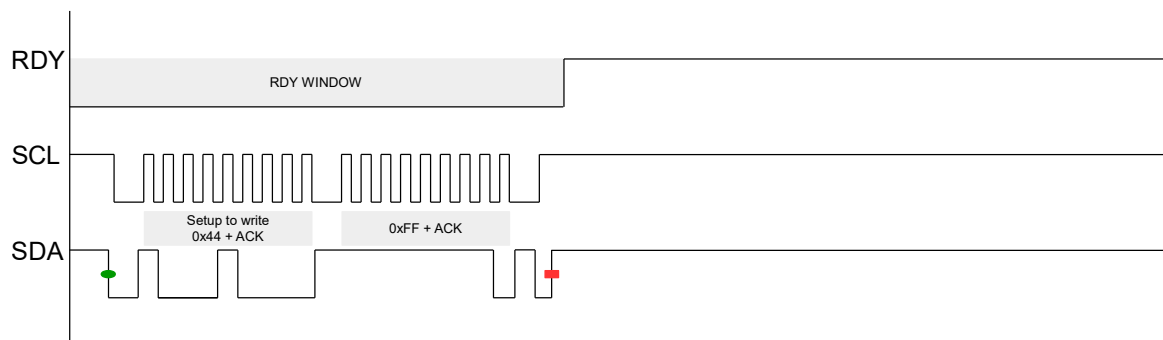 RDY
RDY WINDOW
SCL
Setup to write
0x44 + ACK
0xFF + ACK
SDA